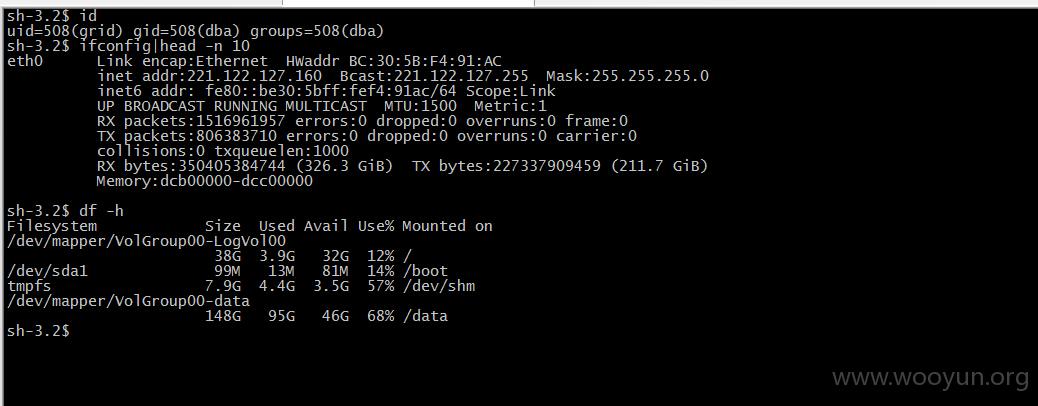 sh-3.2$ id
uid=508(grid) gid=508(dba) groups=508(dba)
sh-3.2$ ifconfig|head -n 10
eth0      Link encap:Ethernet  HWaddr BC:30:5B:F4:91:AC
          inet addr:221.122.127.160  Bcast:221.122.127.255  Mask:255.255.255.0
          inet6 addr: fe80::be30:5bff:fef4:91ac/64 Scope:Link
          UP BROADCAST RUNNING MULTICAST  MTU:1500  Metric:1
          RX packets:1516961957 errors:0 dropped:0 overruns:0 frame:0
          TX packets:806383710 errors:0 dropped:0 overruns:0 carrier:0
          collisions:0 txqueuelen:1000
          RX bytes:350405384744 (326.3 GiB)  TX bytes:227337909459 (211.7 GiB)
          Memory:dcb00000-dcc00000
sh-3.2$ df -h
Filesystem            Size  Used Avail Use% Mounted on
/dev/mapper/VolGroup00-LogVol00
                       38G  3.9G   32G  12% /
/dev/sda1              99M   13M   81M  14% /boot
tmpfs                 7.9G  4.4G  3.5G  57% /dev/shm
/dev/mapper/VolGroup00-data
                      148G   95G   46G  68% /data
sh-3.2$
www.wooyun.org